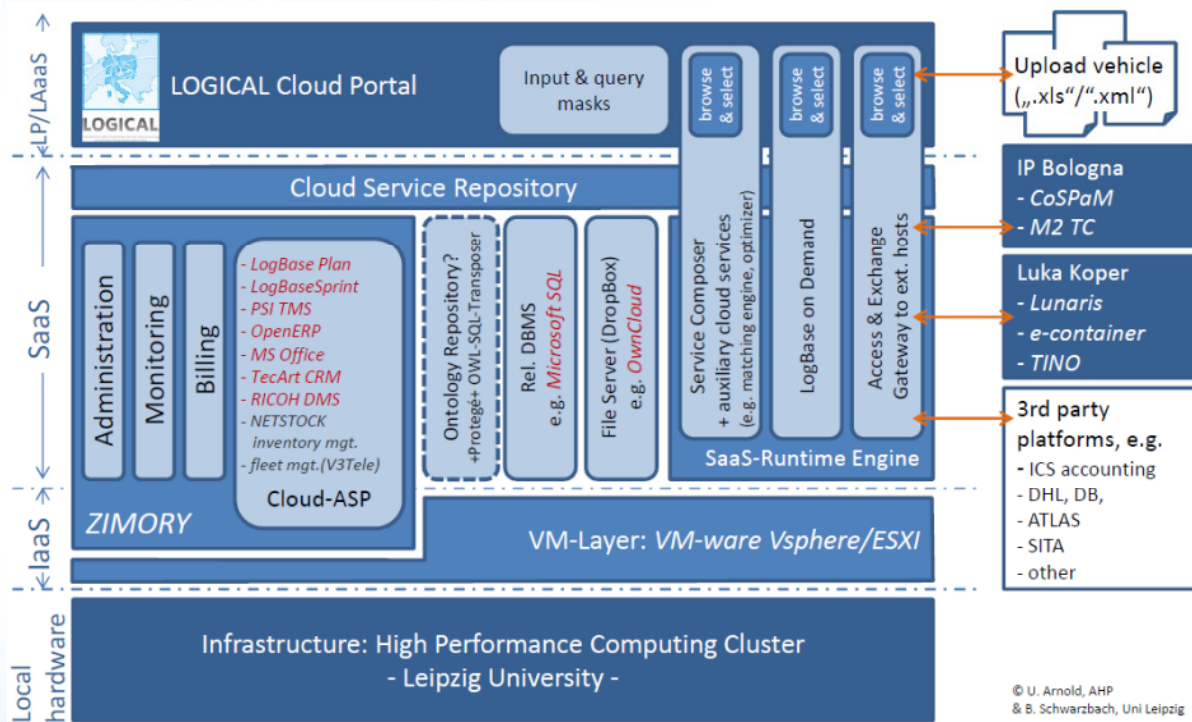 LP/LAaaS
SaaS
IaaS
Local
hardware
LOGICAL
LOGICAL Cloud Portal
Input & query
masks
browse
& select
browse
& select
browse
& select
Cloud Service Repository
Administration
Monitoring
Billing
- LogBase Plan
- LogBaseSprint
- PSI TMS
- OpenERP
- MS Office
- TecArt CRM
- RICOH DMS
- NETSTOCK
inventory mgt.
- fleet mgt.(V3Tele)
Cloud-ASP
ZIMORY
Ontology Repository?
+Protegé+ OWL-SQL-Transposer
Rel. DBMS
e.g. Microsoft SQL
File Server (DropBox)
e.g. OwnCloud
Service Composer
+ auxiliary cloud services
(e.g. matching engine, optimizer)
LogBase on Demand
Access & Exchange
Gateway to ext. hosts
SaaS-Runtime Engine
VM-Layer: VM-ware Vsphere/ESXI
Infrastructure: High Performance Computing Cluster
- Leipzig University -
Upload vehicle
(„.xls“/“.xml“)
IP Bologna
- CoSPaM
- M2 TC
Luka Koper
- Lunaris
- e-container
- TINO
3rd party
platforms, e.g.
- ICS accounting
- DHL, DB,
- ATLAS
- SITA
- other
© U. Arnold, AHP
& B. Schwarzbach, Uni Leipzig